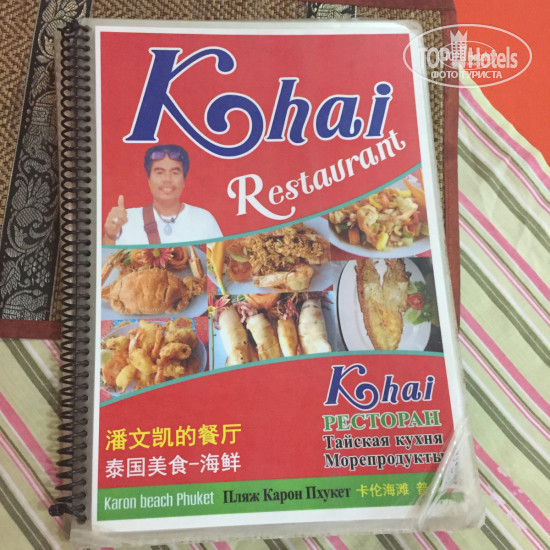 TOP Hotels
ФОТО ТУРИСТА
Khai
Restaurant
Khai
РЕСТОРАН
Тайская кухня
Морепродукты
潘文凯的餐厅
泰国美食-海鲜
Karon beach Phuket Пляж Карон Пхукет 卡伦海滩 普